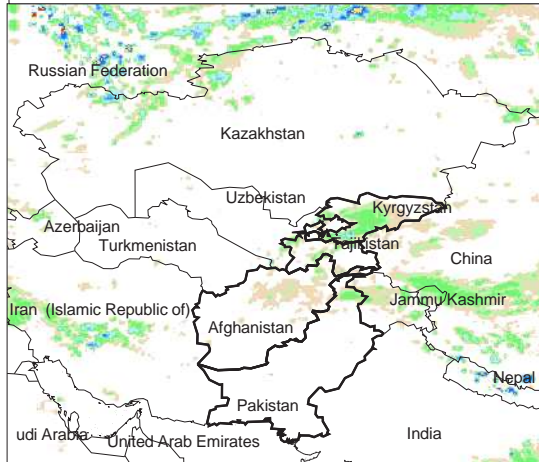 Russian Federation
Kazakhstan
Uzbekistan
Kyrgyzstan
Azerbaijan
Turkmenistan
Tajikistan
China
Iran (Islamic Republic of)
Jammu/Kashmir
Afghanistan
Nepal
Pakistan
udi Arabia
United Arab Emirates
India